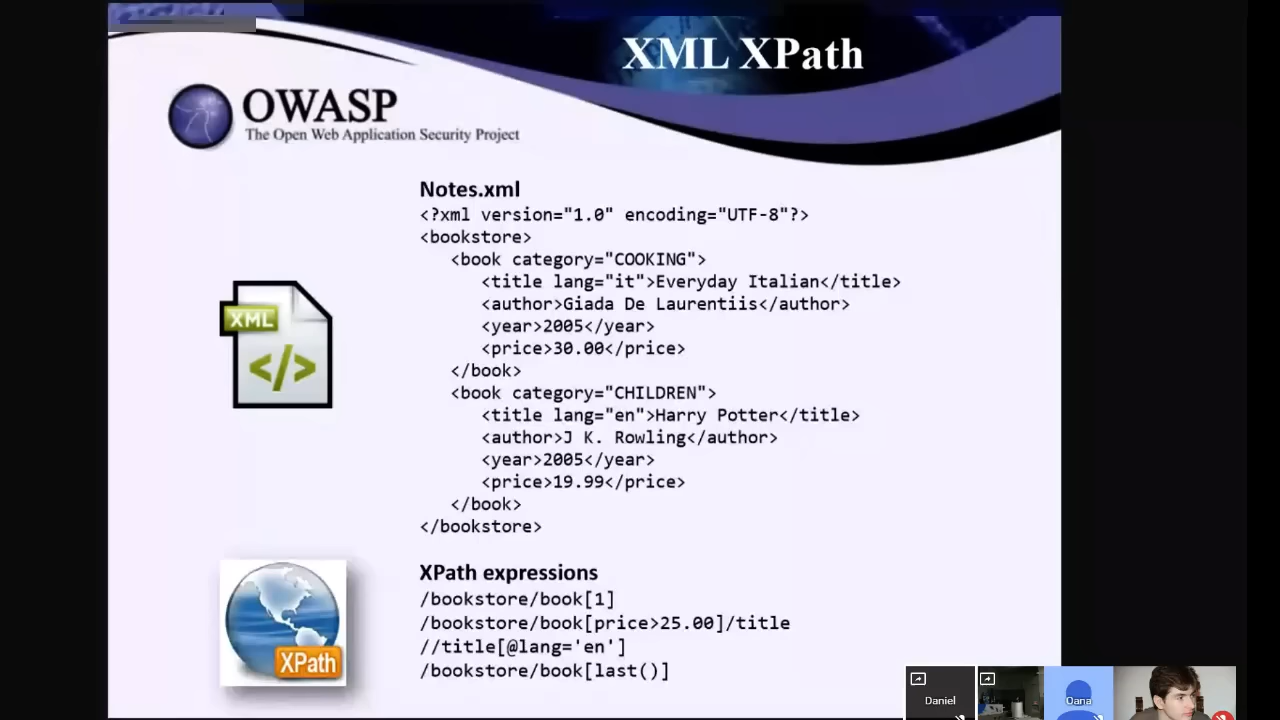 XML XPath
OWASP
The Open Web Application Security Project
Notes.xml
<?xml version="1.0" encoding="UTF-8"?>
<bookstore>
<book category="COOKING">
<title lang="it">Everyday Italian</title>
<author>Giada De Laurentiis</author>
<year>2005</year>
<price>30.00</price>
</book>
<book category="CHILDREN">
<title lang="en">Harry Potter</title>
<author>J K. Rowling</author>
<year>2005</year>
<price>19.99</price>
</book>
</bookstore>
XML
</>
XPath expressions
/bookstore/book[1]
/bookstore/book[price>25.00]/title
//title[@lang='en']
/bookstore/book[last()]
XPath
Daniel
Oana